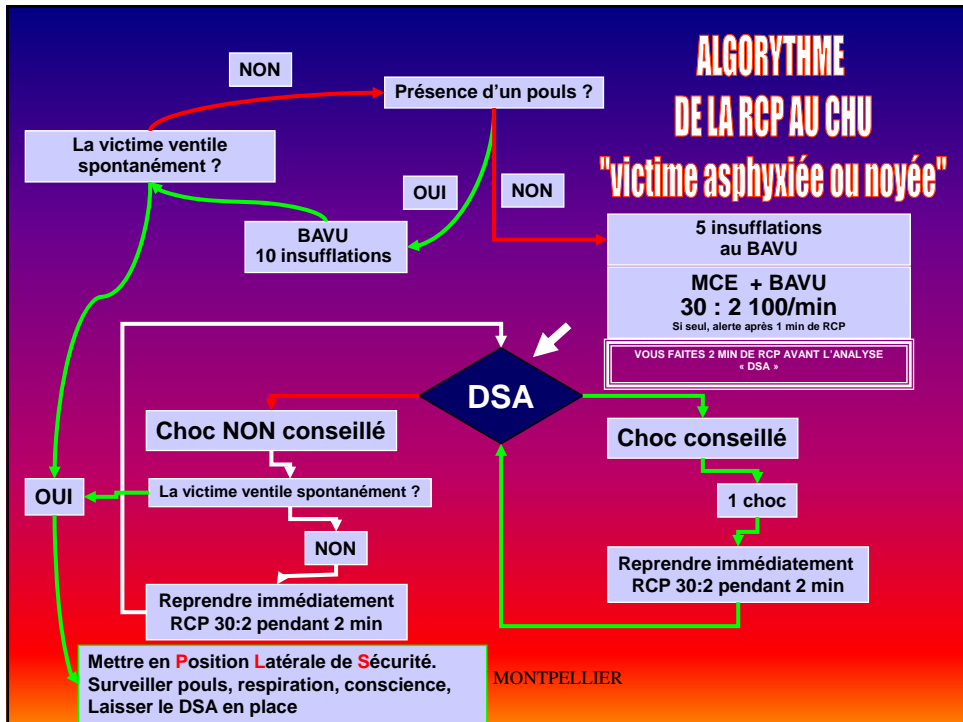 ALGORYTHME
DE LA RCP AU CHU
"victime asphyxiée ou noyée"
NON
Présence d’un pouls ?
La victime ventile
spontanément ?
OUI
NON
BAVU
10 insufflations
5 insufflations
au BAVU
MCE + BAVU
30 : 2 100/min
Si seul, alerte après 1 min de RCP
VOUS FAITES 2 MIN DE RCP AVANT L’ANALYSE
« DSA »
DSA
Choc NON conseillé
Choc conseillé
OUI
La victime ventile spontanément ?
1 choc
NON
Reprendre immédiatement
RCP 30:2 pendant 2 min
Reprendre immédiatement
RCP 30:2 pendant 2 min
Mettre en Position Latérale de Sécurité.
Surveiller pouls, respiration, conscience,
Laisser le DSA en place
MONTPELLIER